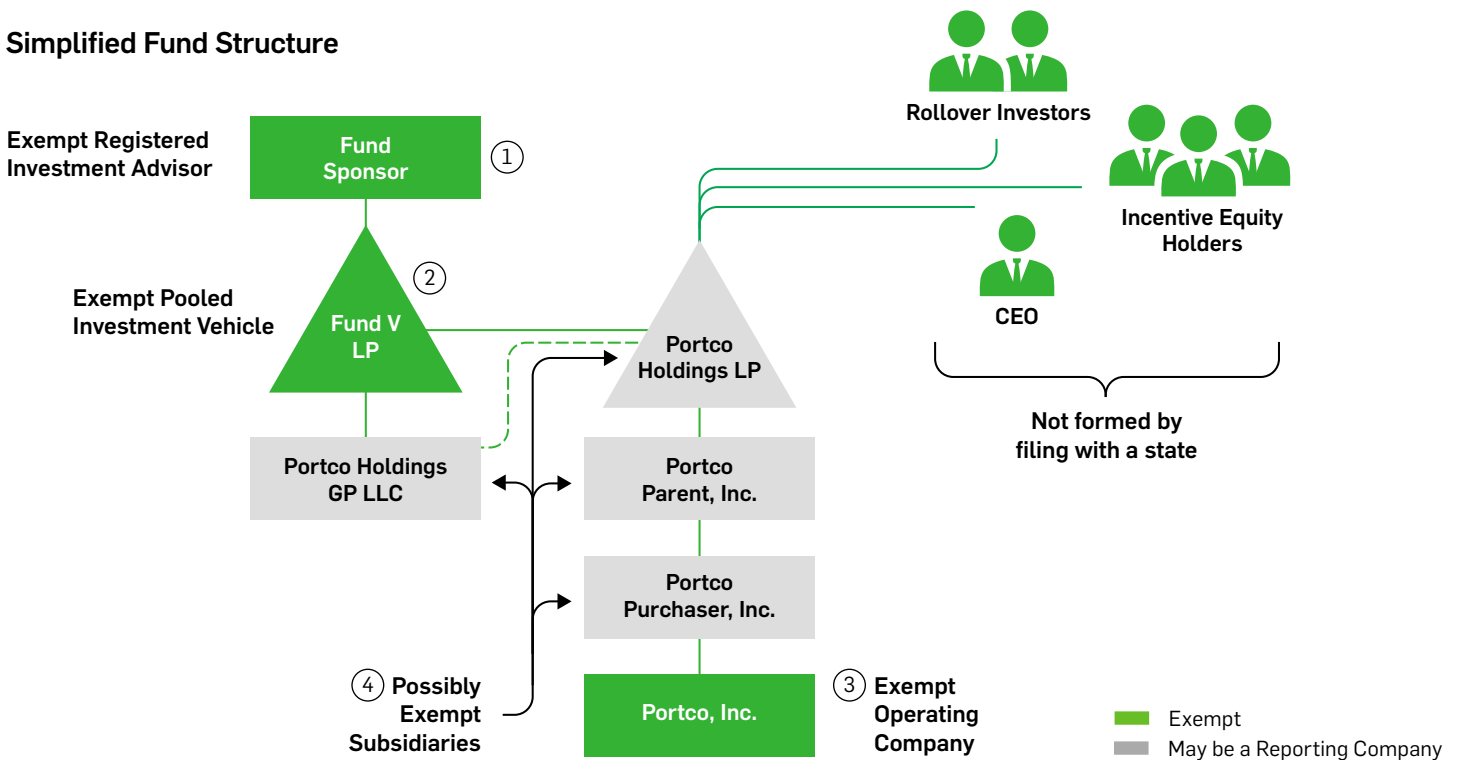 Simplified Fund Structure
Exempt Registered
Investment Advisor
Fund
Sponsor
1
Rollover Investors
Incentive Equity
Holders
CEO
Not formed by
filing with a state
Exempt Pooled
Investment Vehicle
2
Fund V
LP
Portco
Holdings LP
Portco Holdings
GP LLC
Portco
Parent, Inc.
Portco
Purchaser, Inc.
4 Possibly
Exempt
Subsidiaries
Portco, Inc.
3 Exempt
Operating
Company
Exempt
May be a Reporting Company